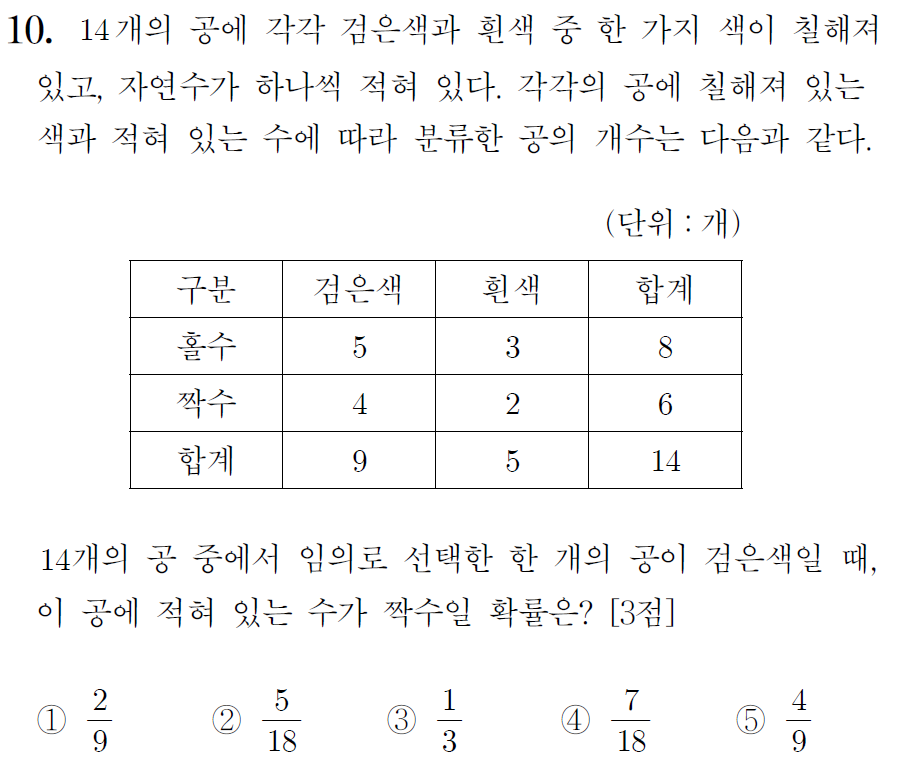 10. 14개의 공에 각각 검은색과 흰색 중 한 가지 색이 칠해져
있고, 자연수가 하나씩 적혀 있다. 각각의 공에 칠해져 있는
색과 적혀 있는 수에 따라 분류한 공의 개수는 다음과 같다.
(단위 : 개)
구분 검은색 흰색 합계
홀수 5 3 8
짝수 4 2 6
합계 9 5 14
14개의 공 중에서 임의로 선택한 한 개의 공이 검은색일 때,
이 공에 적혀 있는 수가 짝수일 확률은? [3점]
① 2/9 ② 5/18 ③ 1/3 ④ 7/18 ⑤ 4/9